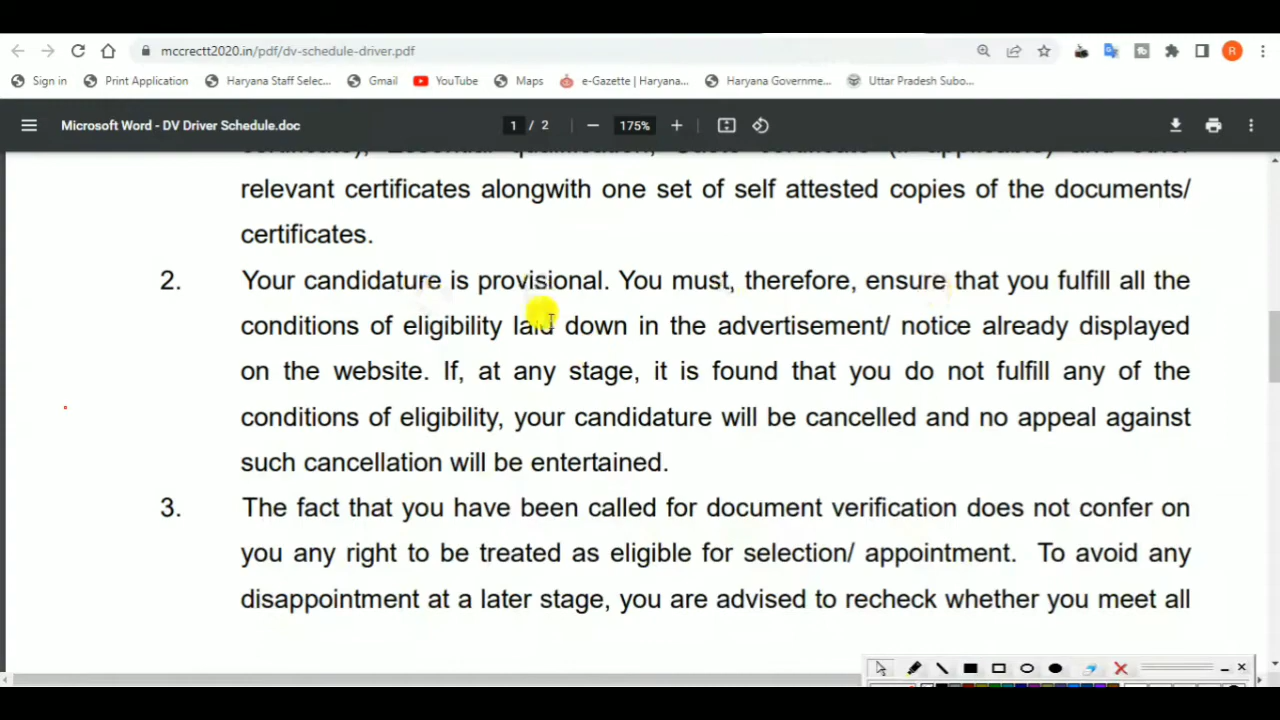 mccrectt2020.in/pdf/dv-schedule-driver.pdf
R
Sign in Print Application Haryana Staff Selec... Gmail YouTube Maps e-Gazette | Haryana... Haryana Governme... Uttar Pradesh Subo...
Microsoft Word - DV Driver Schedule.doc 1 / 2 175%
relevant certificates alongwith one set of self attested copies of the documents/
certificates.
2. Your candidature is provisional. You must, therefore, ensure that you fulfill all the
conditions of eligibility laid down in the advertisement/ notice already displayed
on the website. If, at any stage, it is found that you do not fulfill any of the
conditions of eligibility, your candidature will be cancelled and no appeal against
such cancellation will be entertained.
3. The fact that you have been called for document verification does not confer on
you any right to be treated as eligible for selection/ appointment. To avoid any
disappointment at a later stage, you are advised to recheck whether you meet all